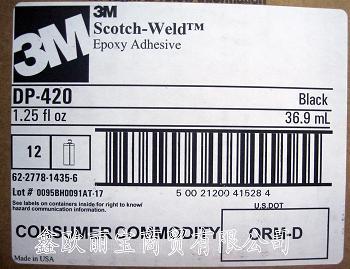 3M
Scotch-Weld™
Epoxy Adhesive
DP-420 Black
1.25 fl oz 36.9 mL
12
62-2778-1435-6
Lot # 0095BH0091AT-17
5 00 21200 41528 4
See labels on containers inside for right to know/
hazard communication information.
U.S.DOT
CONSUMER COMMODITY: ORM-D
鑫欧丽宝商贸有限公司
Made in USA